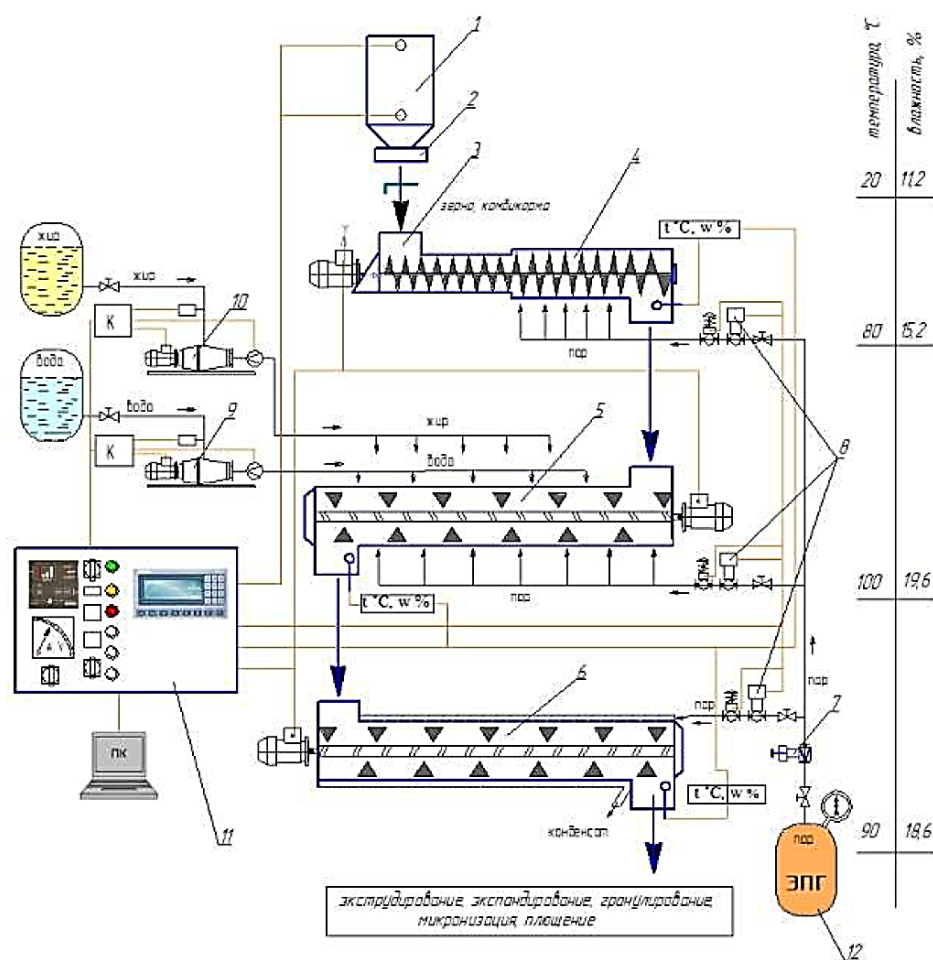 1
температура, °С
влажность, %
2
3
4
20
11,2
зерно, комбикорма
t °C, w %
жир
жир
10
К
пар
80
15,2
вода
вода
9
К
5
жир
вода
8
пар
100
19,6
t °C, w %
пар
6
пар
7
t °C, w %
ПК
11
конденсат
90
18,6
пар
ЭПГ
экструдирование, экспандирование, гранулирование,
микронизация, плющение
12